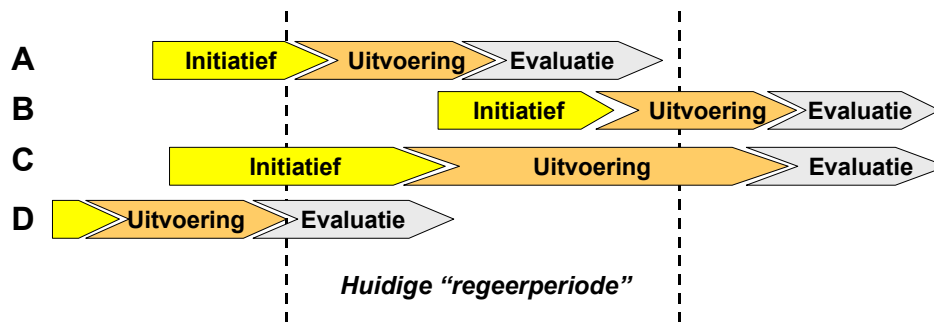 A Initiatief Uitvoering Evaluatie
B Initiatief Uitvoering Evaluatie
C Initiatief Uitvoering Evaluatie
D Uitvoering Evaluatie
Huidige “regeerperiode”